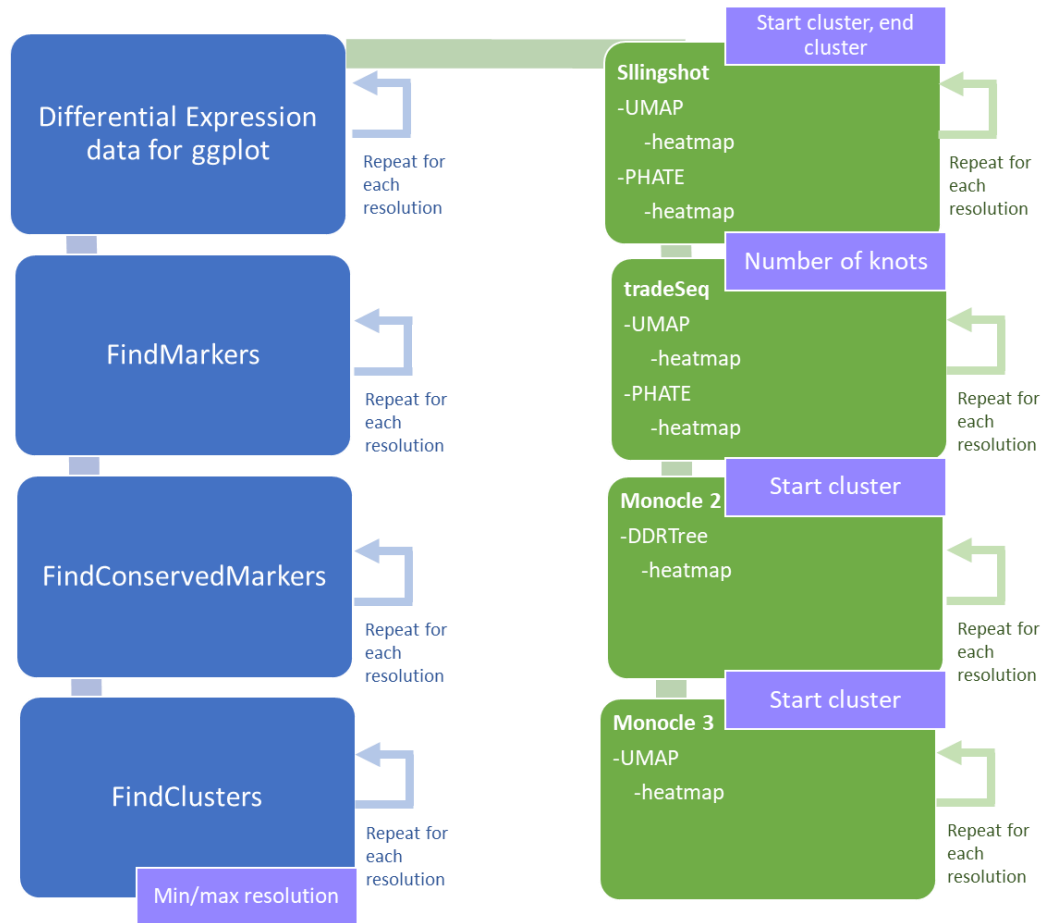 Differential Expression
data for ggplot
Repeat for
each
resolution
FindMarkers
Repeat for
each
resolution
FindConservedMarkers
Repeat for
each
resolution
FindClusters
Repeat for
each
resolution
Min/max resolution
Start cluster, end
cluster
Sllingshot
-UMAP
-heatmap
-PHATE
-heatmap
Repeat for
each
resolution
Number of knots
tradeSeq
-UMAP
-heatmap
-PHATE
-heatmap
Repeat for
each
resolution
Start cluster
Monocle 2
-DDRTree
-heatmap
Repeat for
each
resolution
Start cluster
Monocle 3
-UMAP
-heatmap
Repeat for
each
resolution